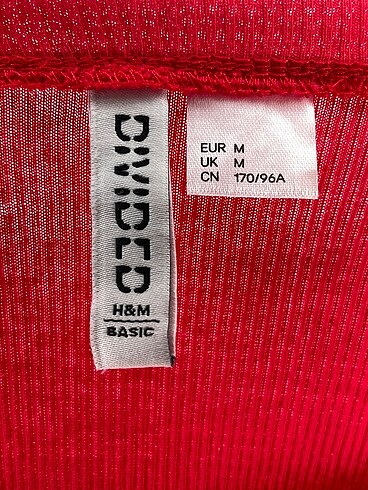 DIVIDED
H&M
BASIC
EUR M
UK M
CN 170/96A